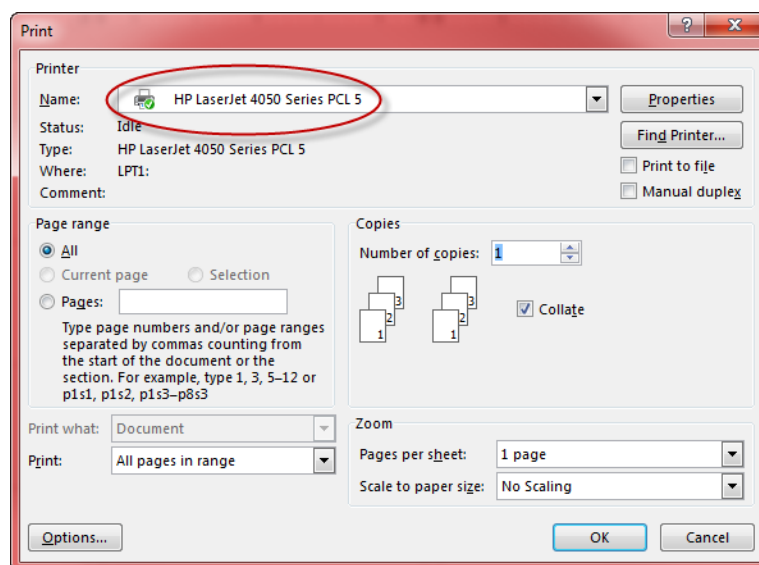 Print
Printer
Name: HP LaserJet 4050 Series PCL 5 Properties
Status: Idle Find Printer...
Type: HP LaserJet 4050 Series PCL 5
Where: LPT1: Print to file
Comment: Manual duplex
Page range
All
Current page Selection
Pages:
Type page numbers and/or page ranges
separated by commas counting from
the start of the document or the
section. For example, type 1, 3, 5–12 or
p1s1, p1s2, p1s3–p8s3
Copies
Number of copies: 1
3 3
2 2
1 1
Collate
Print what: Document
Print: All pages in range
Zoom
Pages per sheet: 1 page
Scale to paper size: No Scaling
Options... OK Cancel